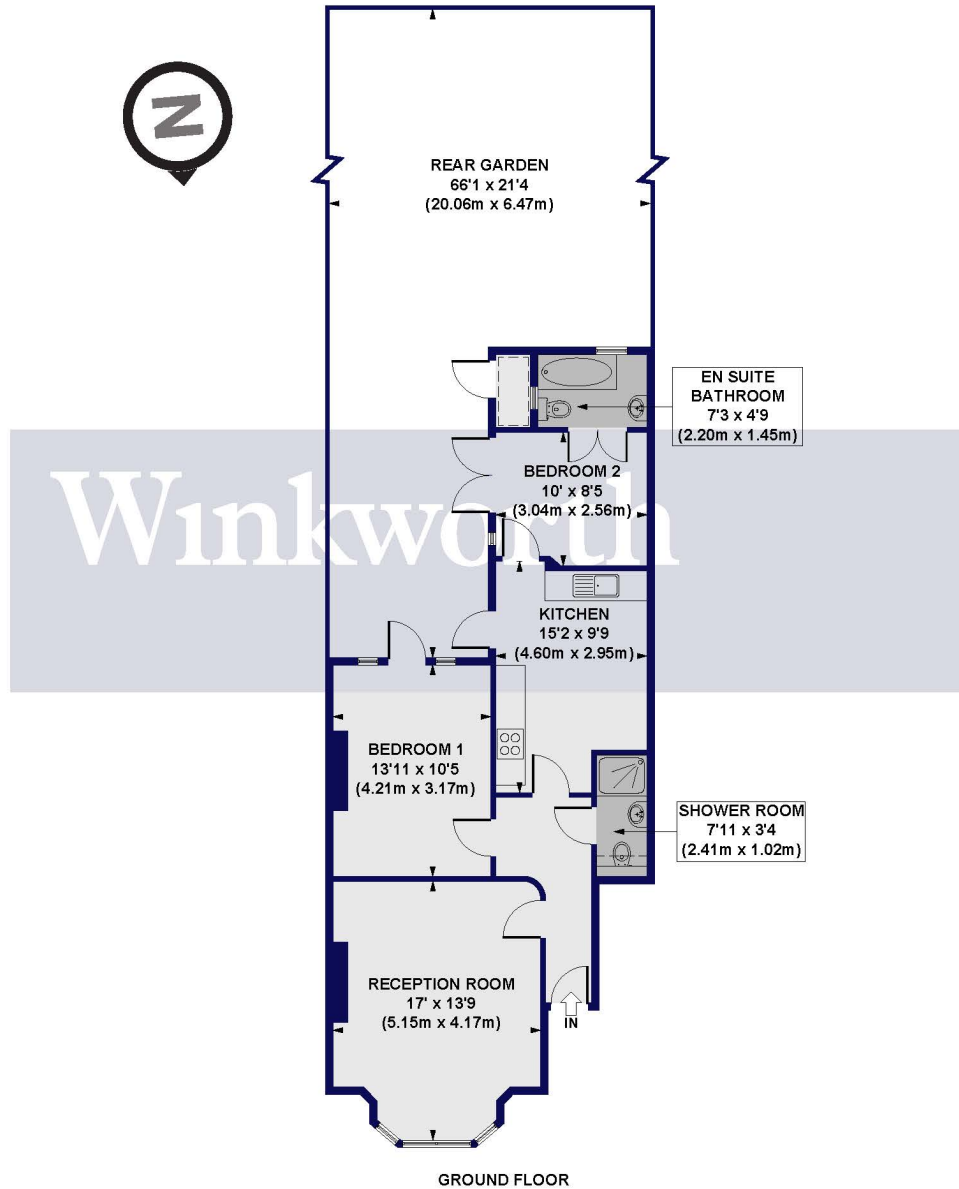 N
REAR GARDEN
66'1 x 21'4
(20.06m x 6.47m)
EN SUITE
BATHROOM
7'3 x 4'9
(2.20m x 1.45m)
Winkworth
BEDROOM 2
10' x 8'5
(3.04m x 2.56m)
KITCHEN
15'2 x 9'9
(4.60m x 2.95m)
BEDROOM 1
13'11 x 10'5
(4.21m x 3.17m)
SHOWER ROOM
7'11 x 3'4
(2.41m x 1.02m)
RECEPTION ROOM
17' x 13'9
(5.15m x 4.17m)
IN
GROUND FLOOR